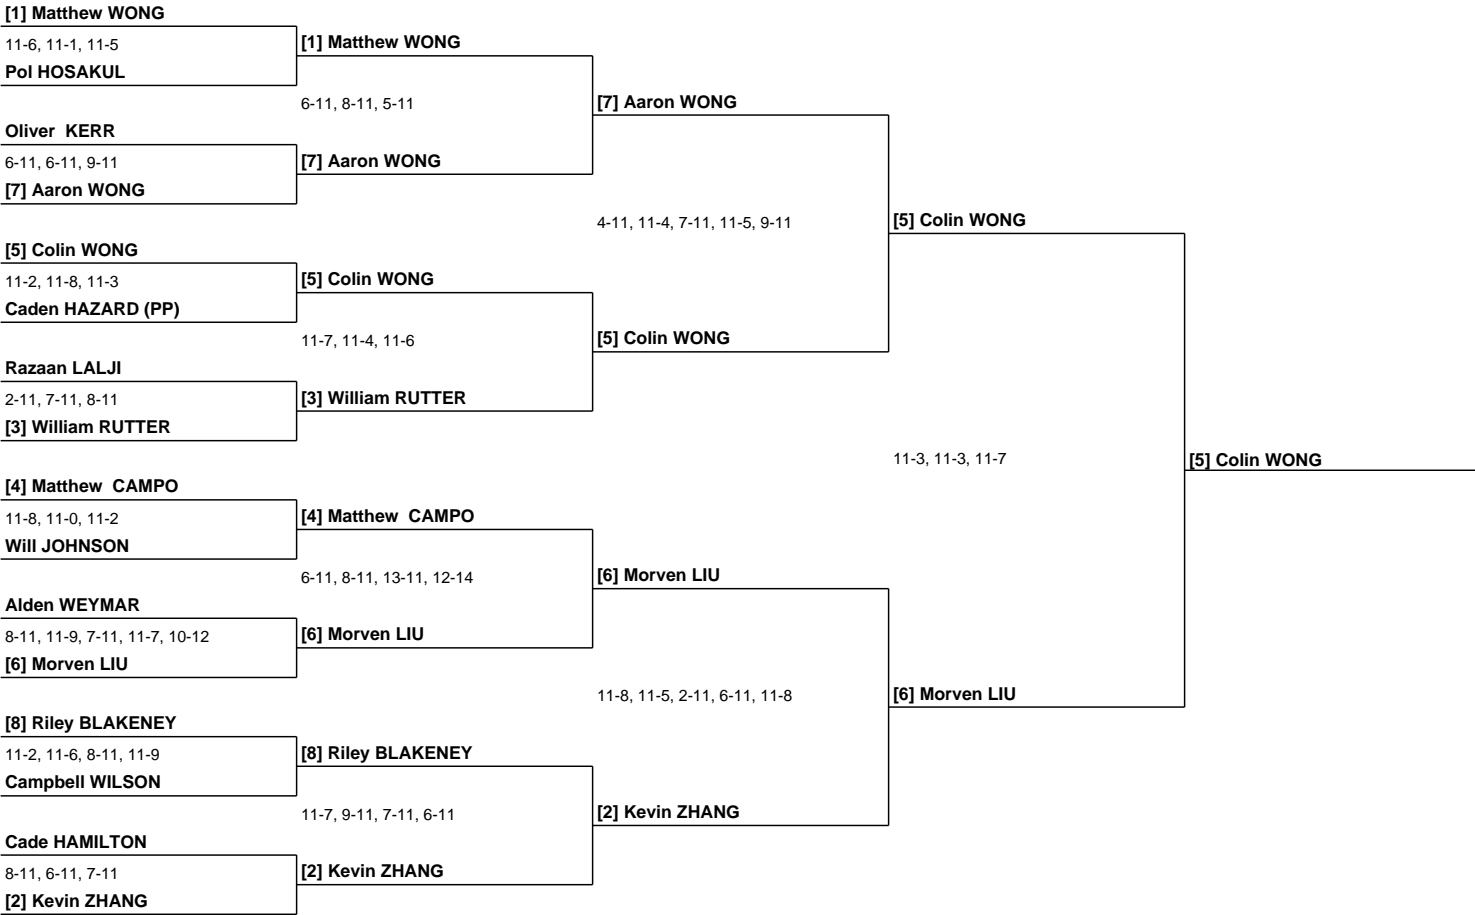 [1] Matthew WONG
11-6, 11-1, 11-5
Pol HOSAKUL
Oliver  KERR
6-11, 6-11, 9-11
[7] Aaron WONG
[5] Colin WONG
11-2, 11-8, 11-3
Caden HAZARD (PP)
Razaan LALJI
2-11, 7-11, 8-11
[3] William RUTTER
[4] Matthew  CAMPO
11-8, 11-0, 11-2
Will JOHNSON
Alden WEYMAR
8-11, 11-9, 7-11, 11-7, 10-12
[6] Morven LIU
[8] Riley BLAKENEY
11-2, 11-6, 8-11, 11-9
Campbell WILSON
Cade HAMILTON
8-11, 6-11, 7-11
[2] Kevin ZHANG
[1] Matthew WONG
6-11, 8-11, 5-11
[7] Aaron WONG
[5] Colin WONG
11-7, 11-4, 11-6
[3] William RUTTER
[4] Matthew  CAMPO
6-11, 8-11, 13-11, 12-14
[6] Morven LIU
[8] Riley BLAKENEY
11-7, 9-11, 7-11, 6-11
[2] Kevin ZHANG
[7] Aaron WONG
4-11, 11-4, 7-11, 11-5, 9-11
[5] Colin WONG
[6] Morven LIU
11-8, 11-5, 2-11, 6-11, 11-8
[2] Kevin ZHANG
[5] Colin WONG
11-3, 11-3, 11-7
[6] Morven LIU
[5] Colin WONG